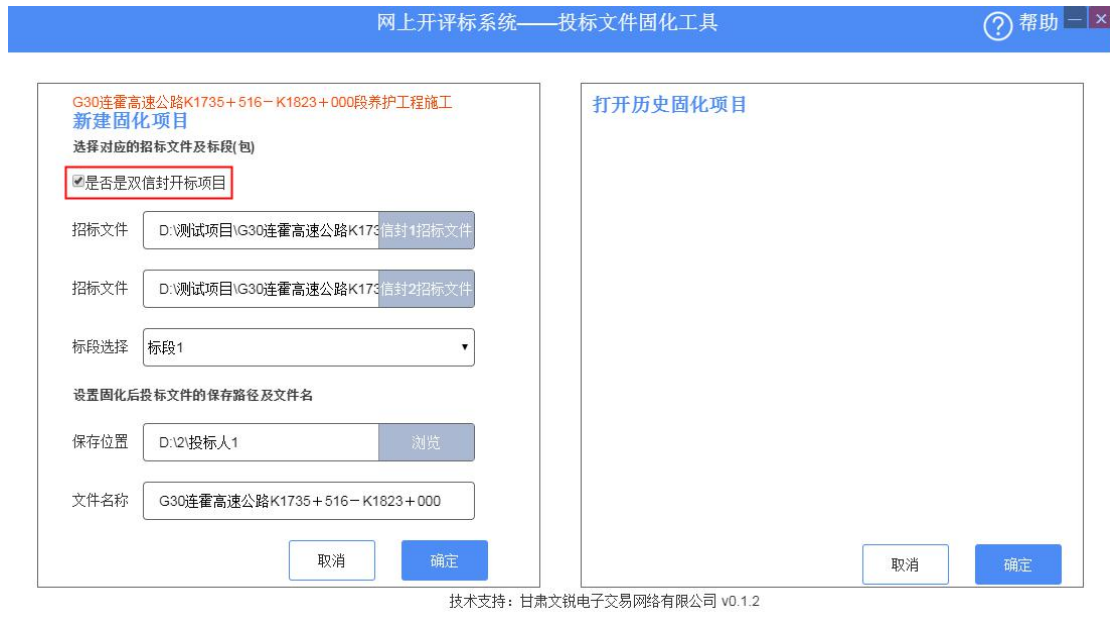 网上开评标系统——投标文件固化工具
帮助
G30连霍高速公路K1735+516-K1823+000段养护工程施工
新建固化项目
选择对应的招标文件及标段(包)
是否是双信封开标项目
招标文件 D:\测试项目\G30连霍高速公路K173 信封1招标文件
招标文件 D:\测试项目\G30连霍高速公路K173 信封2招标文件
标段选择 标段1
设置固化后投标文件的保存路径及文件名
保存位置 D:\2\投标人1 浏览
文件名称 G30连霍高速公路K1735+516-K1823+000
取消 确定
打开历史固化项目
取消 确定
技术支持：甘肃文锐电子交易网络有限公司 v0.1.2